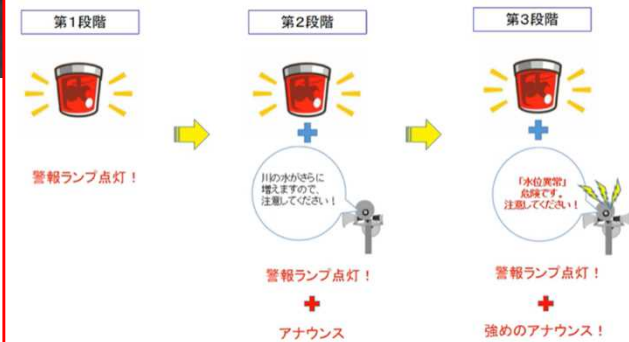 第1段階
警報ランプ点灯！
第2段階
川の水がさらに
増えますので、
注意してください！
警報ランプ点灯！
アナウンス
第3段階
「水位異常」
危険です。
注意してください！
警報ランプ点灯！
強めのアナウンス！